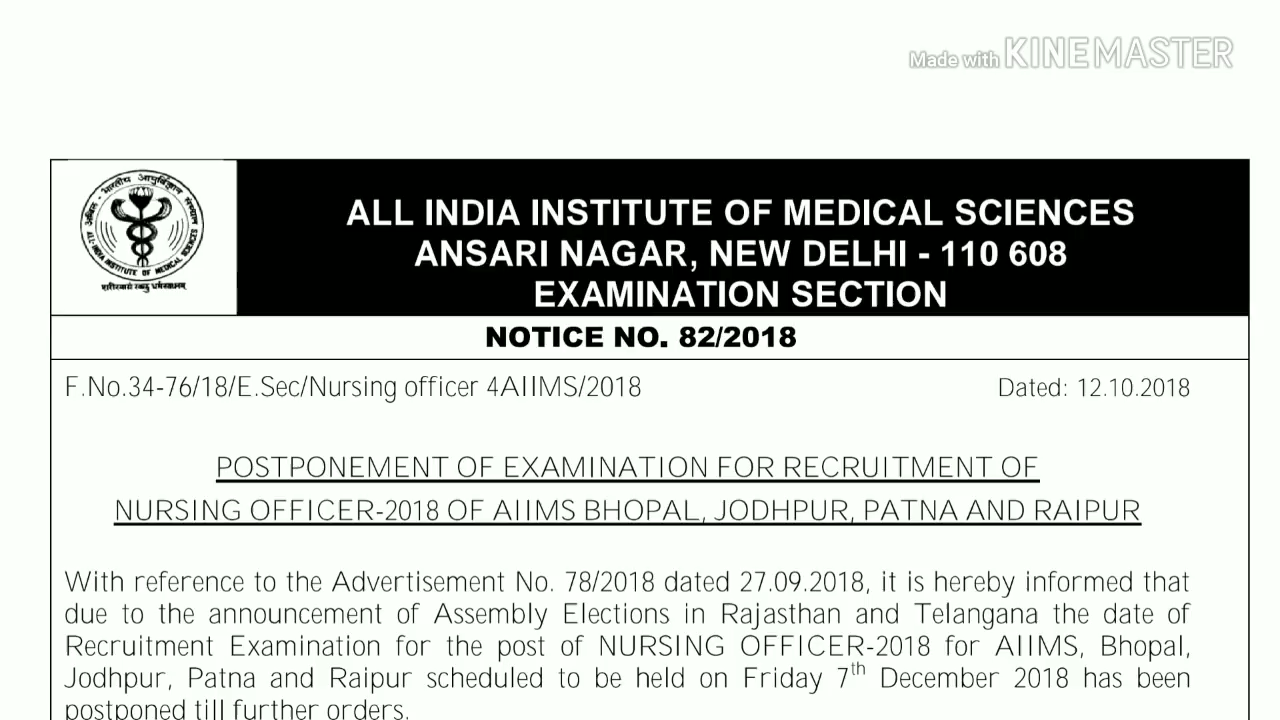 Made with KINEMASTER
ALL INDIA INSTITUTE OF MEDICAL SCIENCES
ANSARI NAGAR, NEW DELHI - 110 608
EXAMINATION SECTION
NOTICE NO. 82/2018
F.No.34-76/18/E.Sec/Nursing officer 4AIIMS/2018 Dated: 12.10.2018
POSTPONEMENT OF EXAMINATION FOR RECRUITMENT OF
NURSING OFFICER-2018 OF AIIMS BHOPAL, JODHPUR, PATNA AND RAIPUR
With reference to the Advertisement No. 78/2018 dated 27.09.2018, it is hereby informed that
due to the announcement of Assembly Elections in Rajasthan and Telangana the date of
Recruitment Examination for the post of NURSING OFFICER-2018 for AIIMS, Bhopal,
Jodhpur, Patna and Raipur scheduled to be held on Friday 7th December 2018 has been
postponed till further orders.